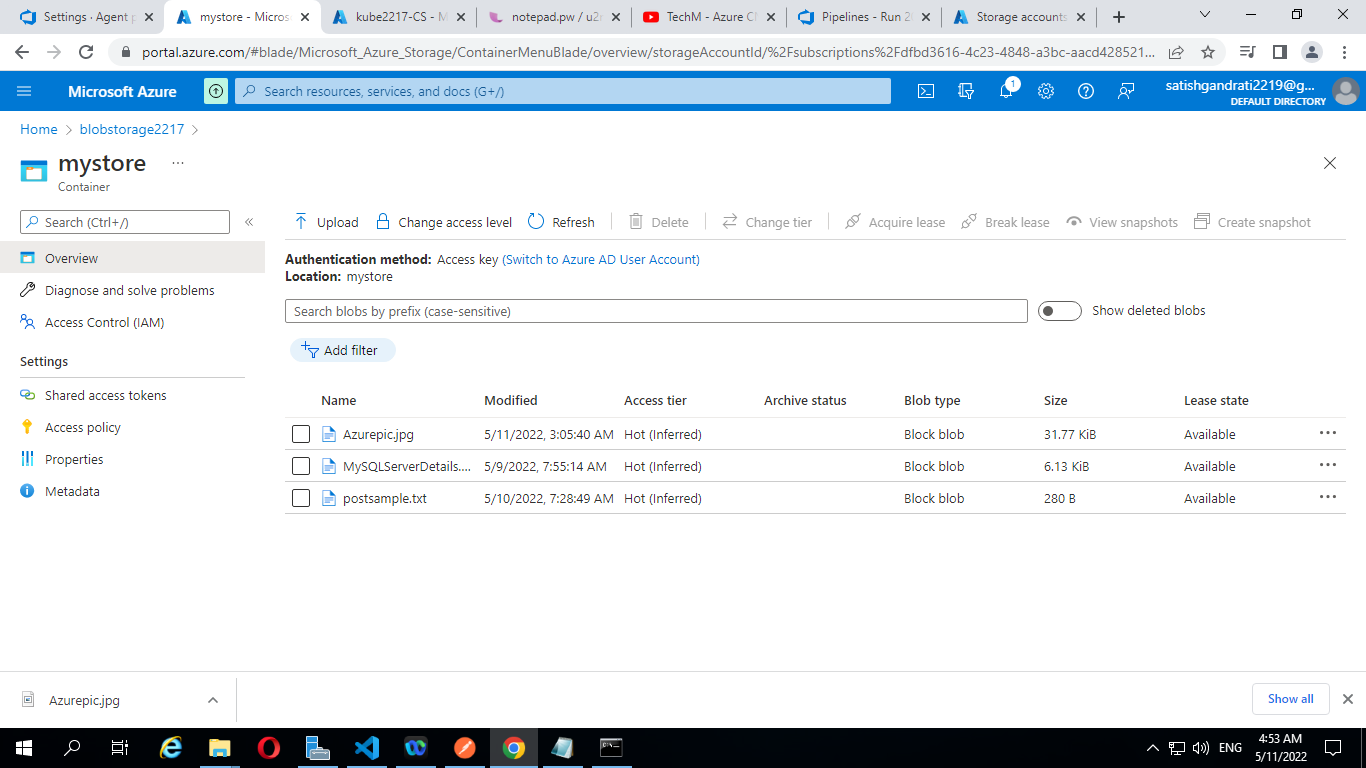 Settings · Agent p
mystore - Micros
kube2217-CS - M
notepad.pw / u2
TechM - Azure C
Pipelines - Run 2
Storage accounts
portal.azure.com/#blade/Microsoft_Azure_Storage/ContainerMenuBlade/overview/storageAccountId/%2Fsubscriptions%2Fdfbd3616-4c23-4848-a3bc-aacd428521...
Microsoft Azure
Search resources, services, and docs (G+/)
1
satishgandrati2219@g...
DEFAULT DIRECTORY
Home > blobstorage2217 >
mystore ...
Container
Search (Ctrl+/)
«
Upload
Change access level
Refresh
Delete
Change tier
Acquire lease
Break lease
View snapshots
Create snapshot
Overview
Diagnose and solve problems
Access Control (IAM)
Settings
Shared access tokens
Access policy
Properties
Metadata
Authentication method: Access key (Switch to Azure AD User Account)
Location: mystore
Search blobs by prefix (case-sensitive)
Show deleted blobs
Add filter
Name Modified Access tier Archive status Blob type Size Lease state
Azurepic.jpg 5/11/2022, 3:05:40 AM Hot (Inferred) Block blob 31.77 KiB Available ...
MySQLServerDetails.... 5/9/2022, 7:55:14 AM Hot (Inferred) Block blob 6.13 KiB Available ...
postsample.txt 5/10/2022, 7:28:49 AM Hot (Inferred) Block blob 280 B Available ...
Azurepic.jpg
Show all
ENG
4:53 AM
5/11/2022